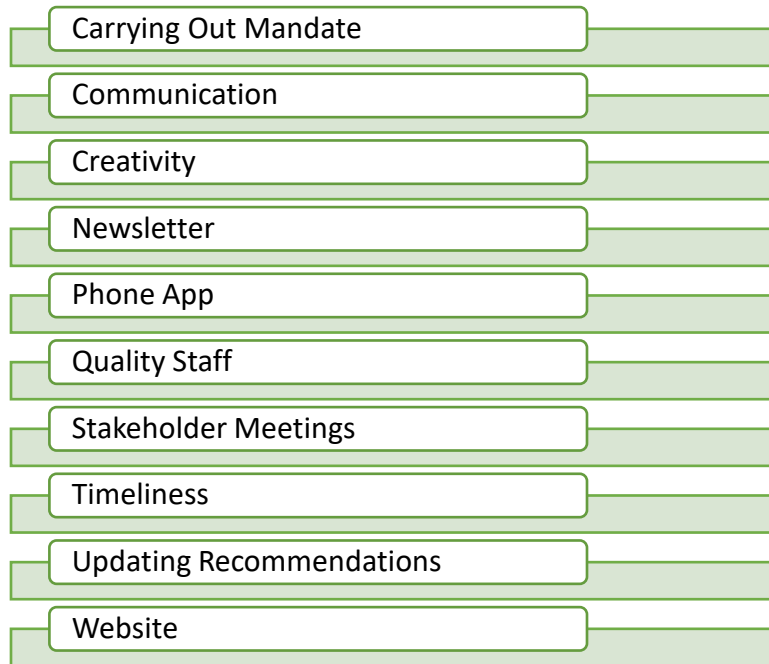 Carrying Out Mandate
Communication
Creativity
Newsletter
Phone App
Quality Staff
Stakeholder Meetings
Timeliness
Updating Recommendations
Website